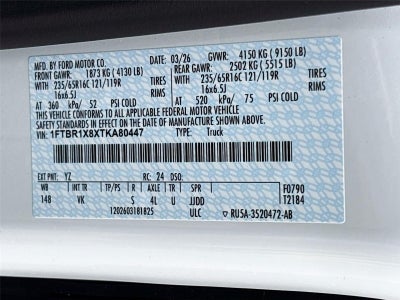 MFD. BY FORD MOTOR CO. 03/26 GVWR: 4150 KG (9150 LB)
FRONT GAWR: 1873 KG (4130 LB) REAR GAWR: 2502 KG (5515 LB)
235/65R16C 121/119R TIRES 235/65R16C 121/119R TIRES
16x6.5J RIMS 16x6.5J RIMS
AT 360 kPa/ 52 PSI COLD AT 520 kPa/ 75 PSI COLD
THIS VEHICLE CONFORMS TO ALL APPLICABLE FEDERAL MOTOR VEHICLE
SAFETY STANDARDS IN EFFECT ON THE DATE OF MANUFACTURE SHOWN ABOVE.
VIN: 1FTBR1X8XTKA80447 TYPE: Truck
EXT PNT: YZ RC: 24 DSO:
WB INT TR TP/PS R AXLE TR SPR F0790
148 VK S 4L U JJDD T2184
1202603181825 ULC RU5A-3520472-AB